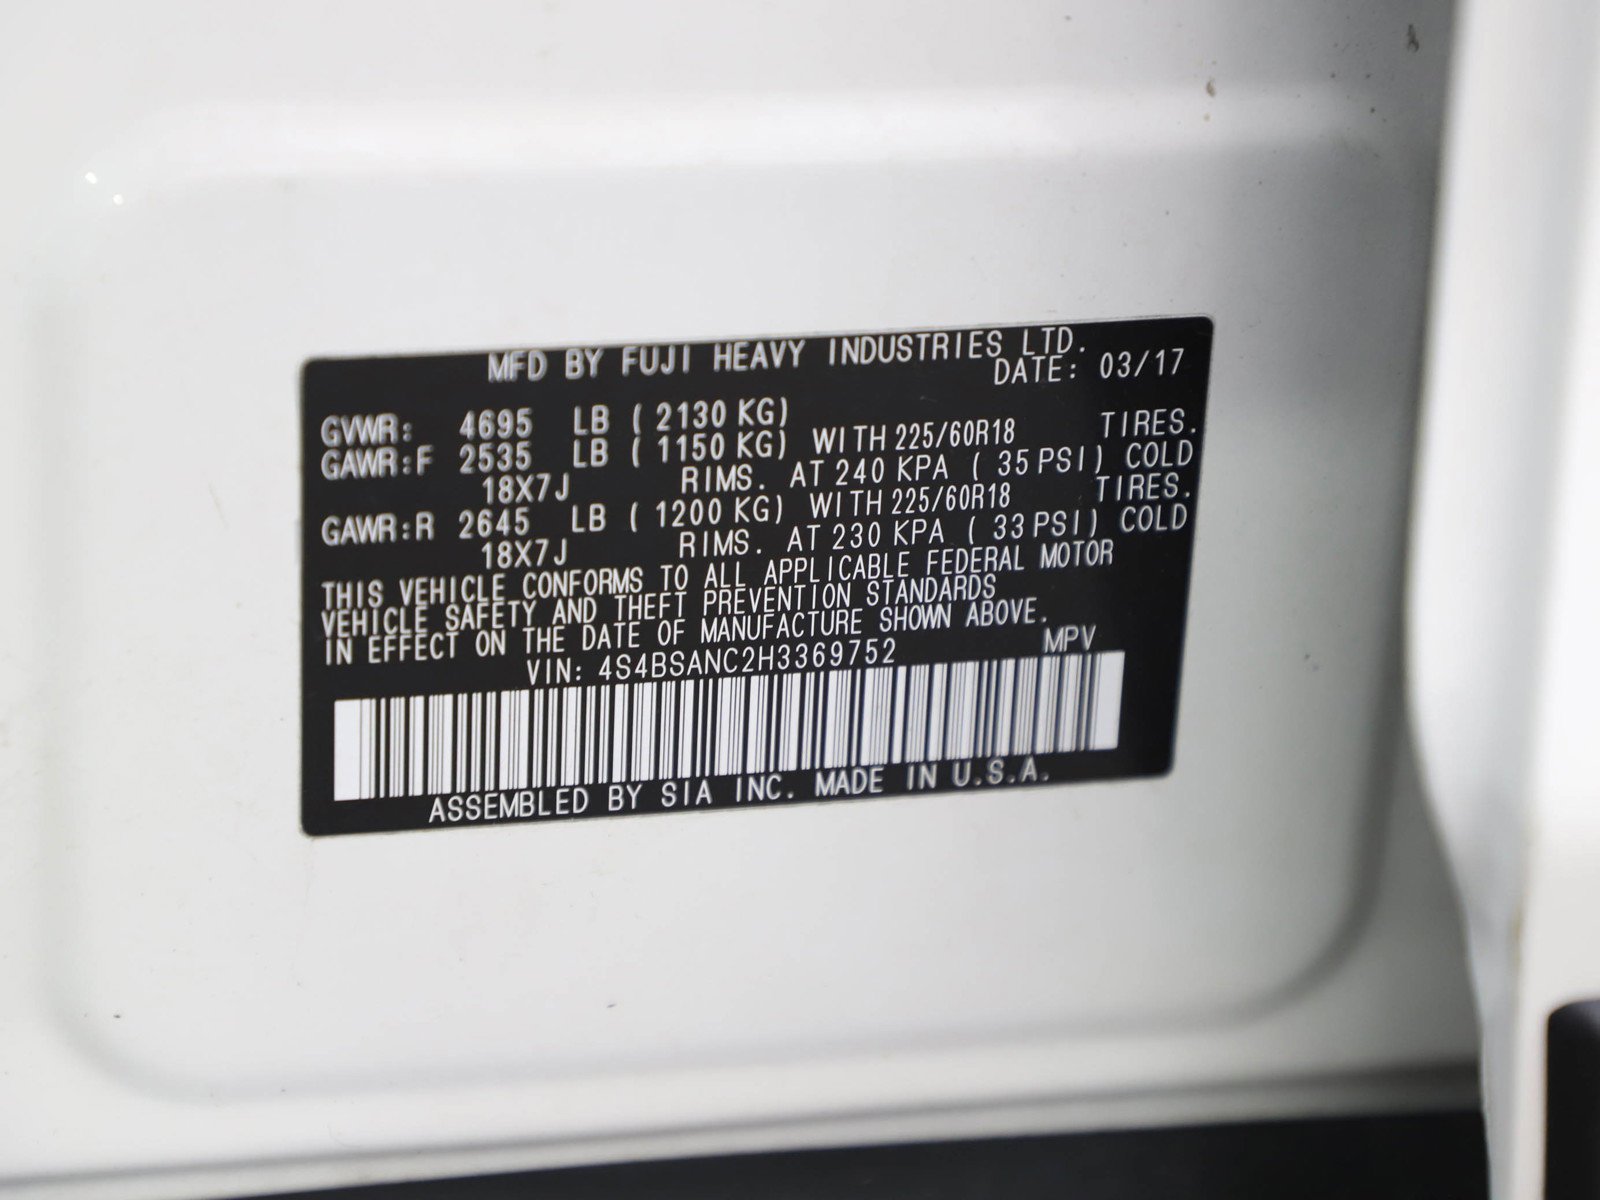 MFD BY FUJI HEAVY INDUSTRIES LTD.
DATE: 03/17
GVWR: 4695 LB ( 2130 KG)
GAWR:F 2535 LB ( 1150 KG) WITH 225/60R18 TIRES.
18X7J RIMS. AT 240 KPA ( 35 PSI) COLD
GAWR:R 2645 LB ( 1200 KG) WITH 225/60R18 TIRES.
18X7J RIMS. AT 230 KPA ( 33 PSI) COLD
THIS VEHICLE CONFORMS TO ALL APPLICABLE FEDERAL MOTOR
VEHICLE SAFETY AND THEFT PREVENTION STANDARDS
IN EFFECT ON THE DATE OF MANUFACTURE SHOWN ABOVE.
VIN: 4S4BSANC2H3369752 MPV
ASSEMBLED BY SIA INC. MADE IN U.S.A.